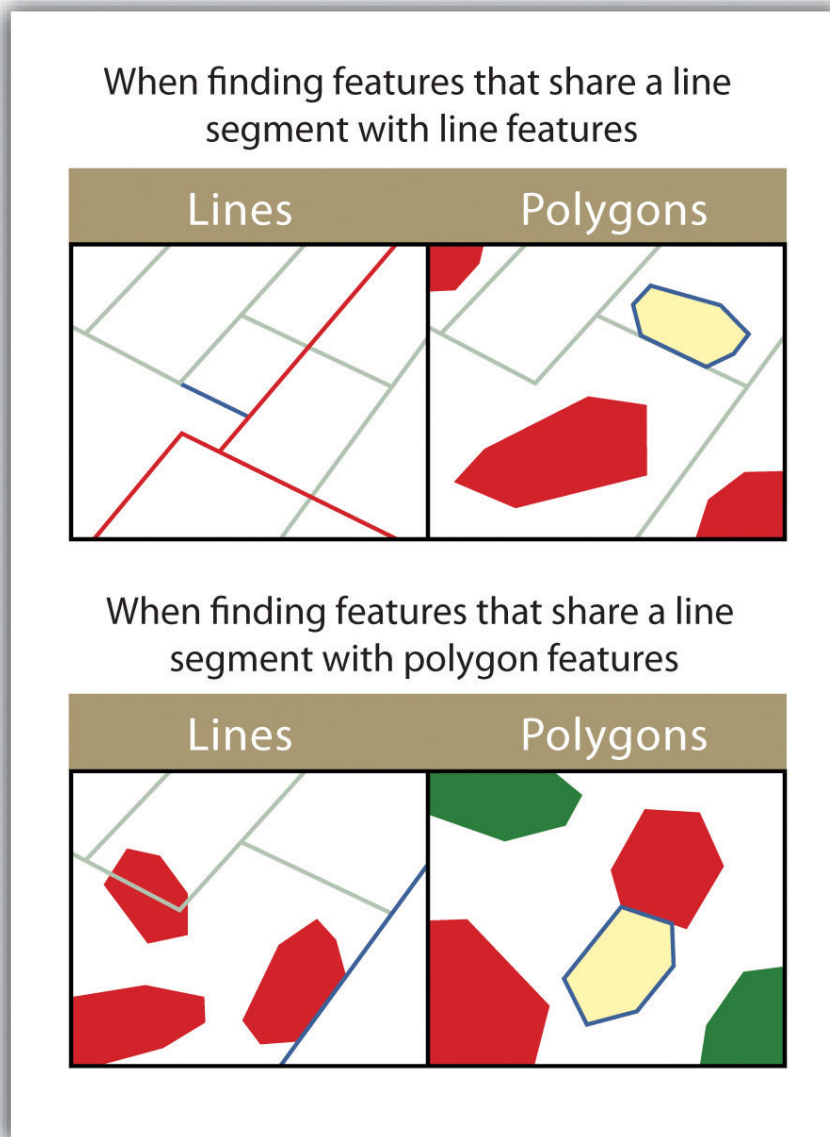 When finding features that share a line
segment with line features
Lines
Polygons
When finding features that share a line
segment with polygon features
Lines
Polygons